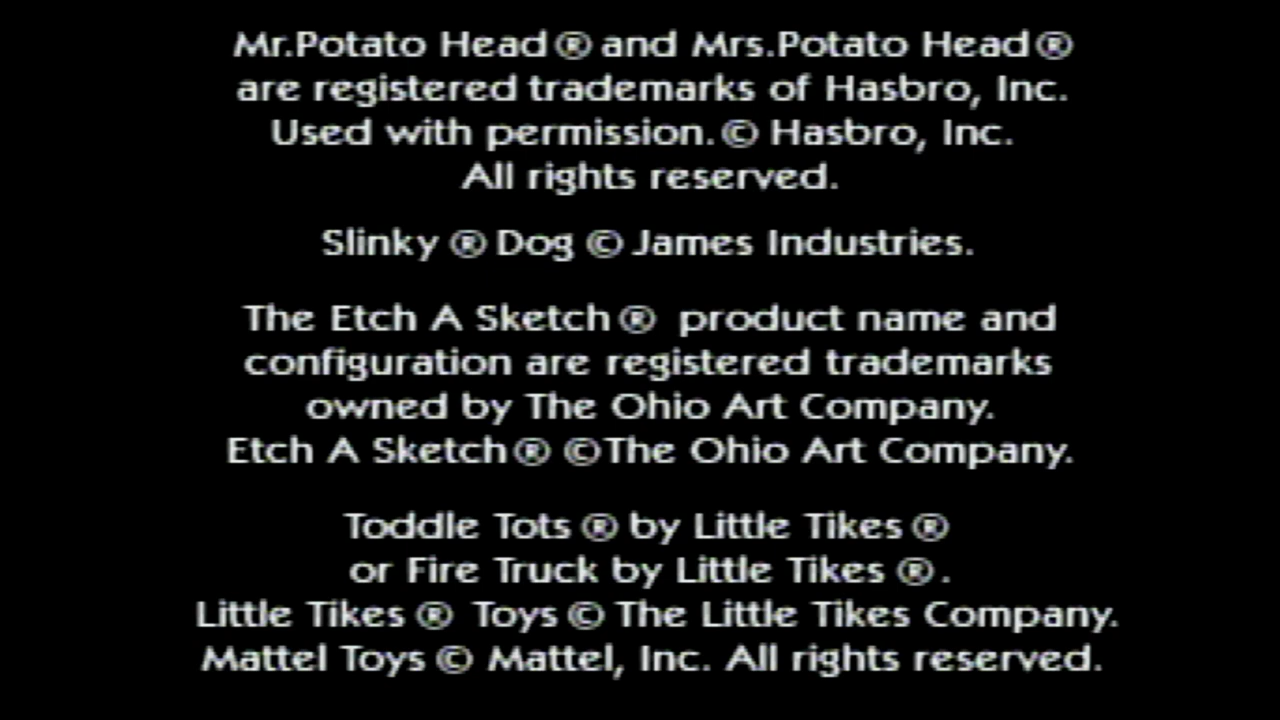 Mr.Potato Head® and Mrs.Potato Head®
are registered trademarks of Hasbro, Inc.
Used with permission.© Hasbro, Inc.
All rights reserved.
Slinky ® Dog © James Industries.
The Etch A Sketch® product name and
configuration are registered trademarks
owned by The Ohio Art Company.
Etch A Sketch® ©The Ohio Art Company.
Toddle Tots ® by Little Tikes ®
or Fire Truck by Little Tikes ®.
Little Tikes ® Toys © The Little Tikes Company.
Mattel Toys © Mattel, Inc. All rights reserved.